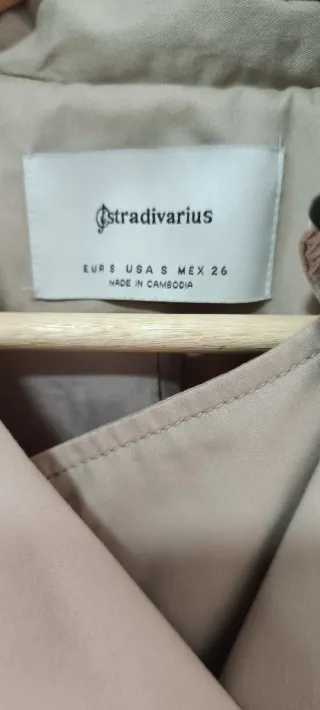 stradivarius
EUR S USA S MEX 26
MADE IN CAMBODIA